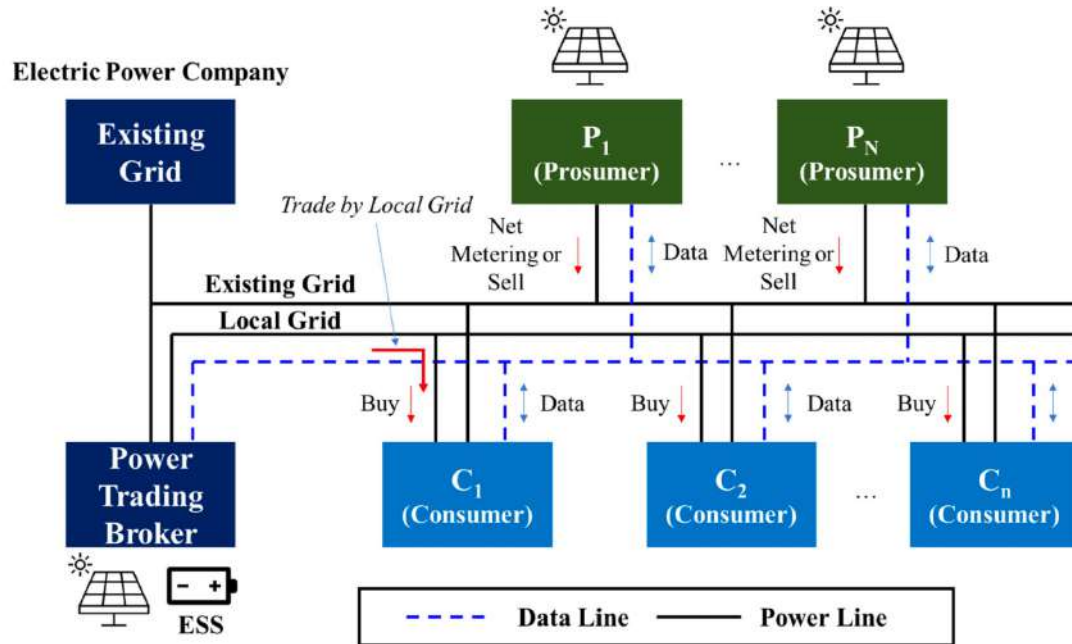 Electric Power Company
Existing
Grid
P1
(Prosumer)
...
PN
(Prosumer)
Trade by Local Grid
Net
Metering or
Sell
Data
Net
Metering or
Sell
Data
Existing Grid
Local Grid
Buy
Data
Buy
Data
Buy
Power
Trading
Broker
C1
(Consumer)
C2
(Consumer)
...
Cn
(Consumer)
ESS
Data Line
Power Line